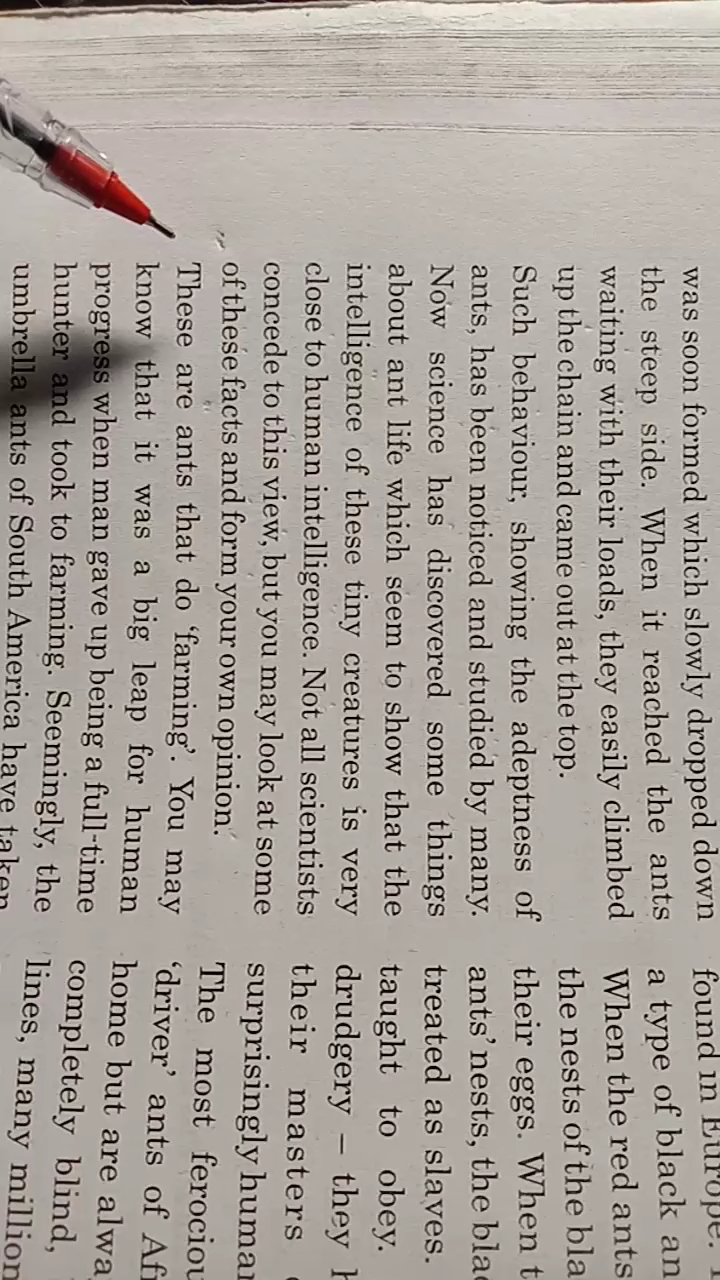 was soon formed which slowly dropped down
the steep side. When it reached the ants
waiting with their loads, they easily climbed
up the chain and came out at the top.
Such behaviour, showing the adeptness of
ants, has been noticed and studied by many.
Now science has discovered some things
about ant life which seem to show that the
intelligence of these tiny creatures is very
close to human intelligence. Not all scientists
concede to this view, but you may look at some
of these facts and form your own opinion.
These are ants that do ‘farming’. You may
know that it was a big leap for human
progress when man gave up being a full-time
hunter and took to farming. Seemingly, the
umbrella ants of South America have taken
found in Europe.
a type of black an
When the red ants
the nests of the bla
their eggs. When t
ants’ nests, the bla
treated as slaves.
taught to obey.
drudgery – they h
their masters
surprisingly human
The most ferociou
‘driver’ ants of Afr
home but are alwa
completely blind,
lines, many million